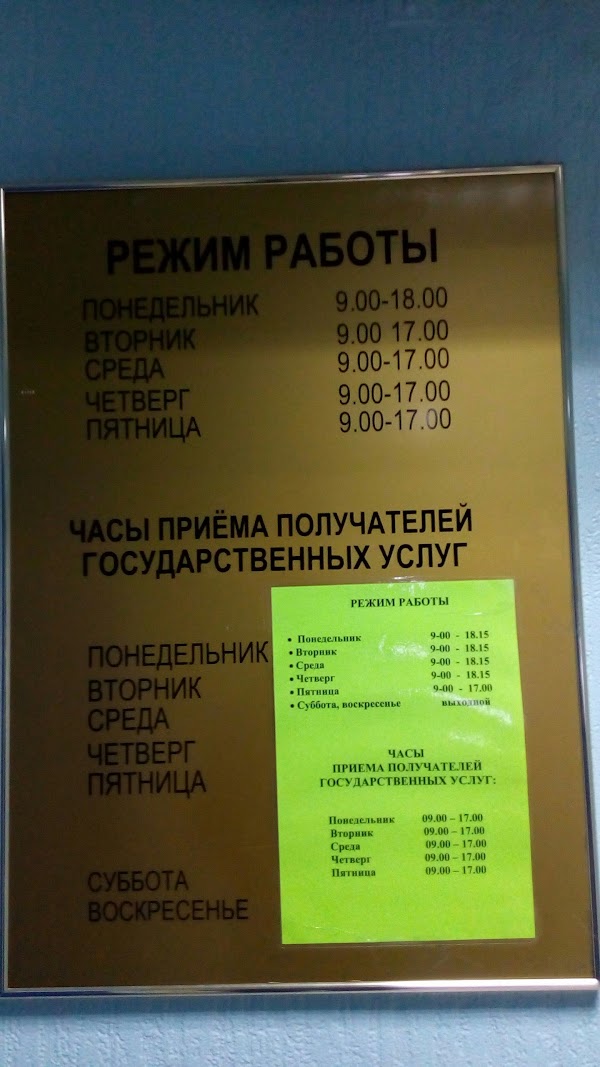 РЕЖИМ РАБОТЫ
ПОНЕДЕЛЬНИК 9.00-18.00
ВТОРНИК 9.00 17.00
СРЕДА 9.00-17.00
ЧЕТВЕРГ 9.00-17.00
ПЯТНИЦА 9.00-17.00
ЧАСЫ ПРИЁМА ПОЛУЧАТЕЛЕЙ
ГОСУДАРСТВЕННЫХ УСЛУГ
ПОНЕДЕЛЬНИК
ВТОРНИК
СРЕДА
ЧЕТВЕРГ
ПЯТНИЦА
СУББОТА
ВОСКРЕСЕНЬЕ
РЕЖИМ РАБОТЫ
• Понедельник 9-00 - 18.15
• Вторник 9-00 - 18.15
• Среда 9-00 - 18.15
• Четверг 9-00 - 18.15
• Пятница 9-00 - 17.00
• Суббота, воскресенье выходной
ЧАСЫ
ПРИЕМА ПОЛУЧАТЕЛЕЙ
ГОСУДАРСТВЕННЫХ УСЛУГ:
Понедельник 09.00 – 17.00
Вторник 09.00 – 17.00
Среда 09.00 – 17.00
Четверг 09.00 – 17.00
Пятница 09.00 – 17.00